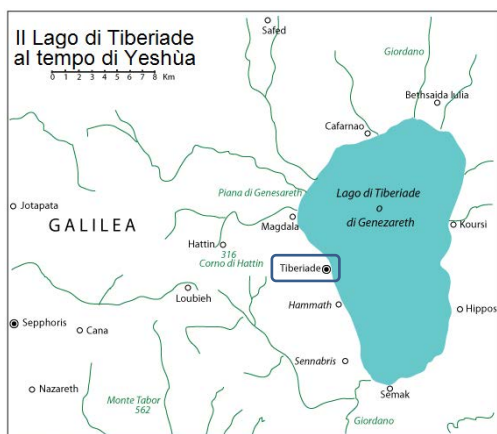 Il Lago di Tiberiade
al tempo di Yeshùa
0 1 2 3 4 5 6 7 8 Km
Safed
Giordano
Bethsaida Iulia
Cafarnao
Piana di Genesareth
Lago di Tiberiade
o
di Genezareth
Jotapata
GALILEA
Magdala
Koursi
Hattin
316
Corno di Hattin
Tiberiade
Loubieh
Hammath
Hippos
Sepphoris
Cana
Sennabris
Nazareth
Monte Tabor
562
Semak
Giordano